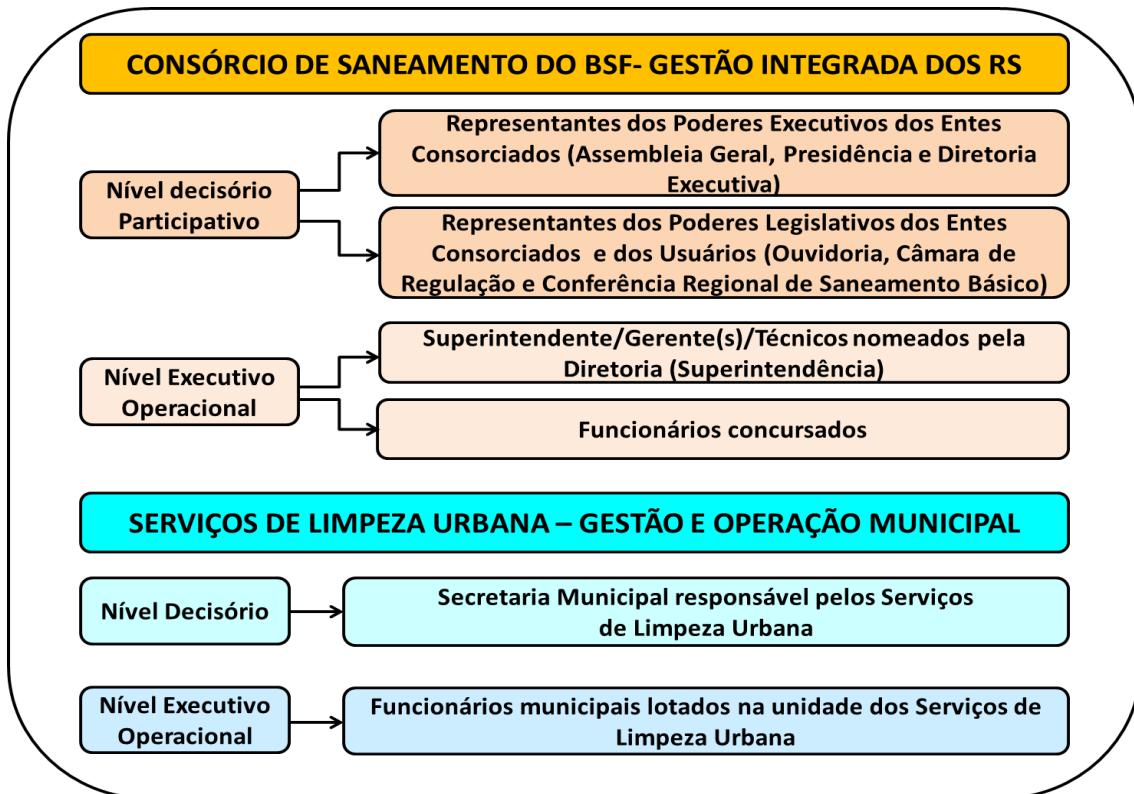 CONSÓRCIO DE SANEAMENTO DO BSF- GESTÃO INTEGRADA DOS RS
Nível decisório
Participativo
Representantes dos Poderes Executivos dos Entes
Consorciados (Assembleia Geral, Presidência e Diretoria
Executiva)
Representantes dos Poderes Legislativos dos Entes
Consorciados e dos Usuários (Ouvidoria, Câmara de
Regulação e Conferência Regional de Saneamento Básico)
Nível Executivo
Operacional
Superintendente/Gerente(s)/Técnicos nomeados pela
Diretoria (Superintendência)
Funcionários concursados
SERVIÇOS DE LIMPEZA URBANA – GESTÃO E OPERAÇÃO MUNICIPAL
Nível Decisório
Secretaria Municipal responsável pelos Serviços
de Limpeza Urbana
Nível Executivo
Operacional
Funcionários municipais lotados na unidade dos Serviços de
Limpeza Urbana